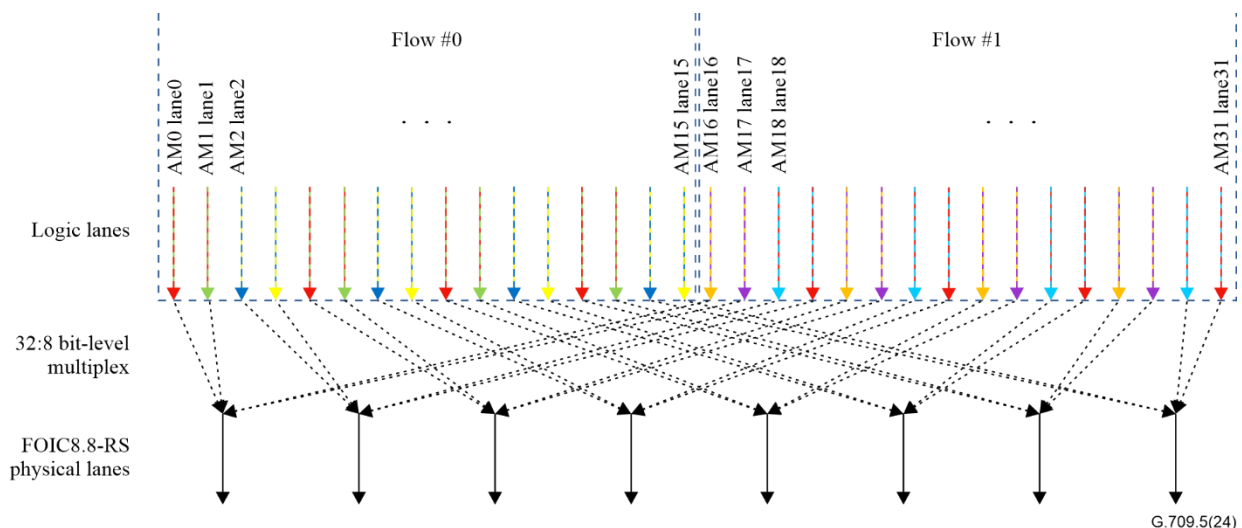 Flow #0
Flow #1
AM0 lane0
AM1 lane1
AM2 lane2
. . .
AM15 lane15
AM16 lane16
AM17 lane17
AM18 lane18
. . .
AM31 lane31
Logic lanes
32:8 bit-level
multiplex
FOIC8.8-RS
physical lanes
G.709.5(24)